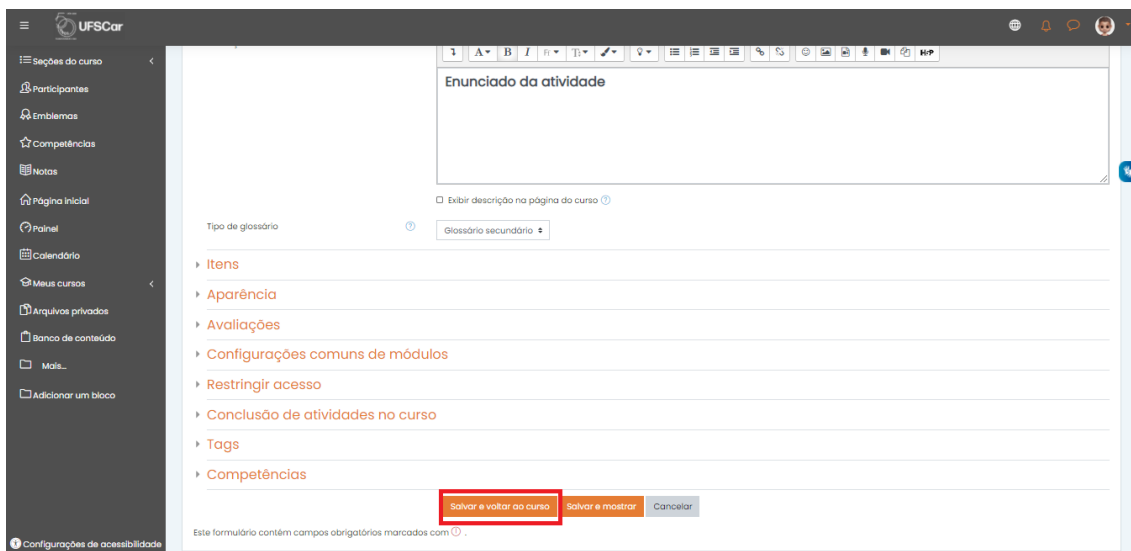 UFSCar
Seções do curso
Participantes
Emblemas
Competências
Notas
Página inicial
Painel
Calendário
Meus cursos
Arquivos privados
Banco de conteúdo
Mais...
Adicionar um bloco
Configurações de acessibilidade
A B I H-P
Enunciado da atividade
Exibir descrição na página do curso
Tipo de glossário
Glossário secundário
Itens
Aparência
Avaliações
Configurações comuns de módulos
Restringir acesso
Conclusão de atividades no curso
Tags
Competências
Salvar e voltar ao curso Salvar e mostrar Cancelar
Este formulário contém campos obrigatórios marcados com .